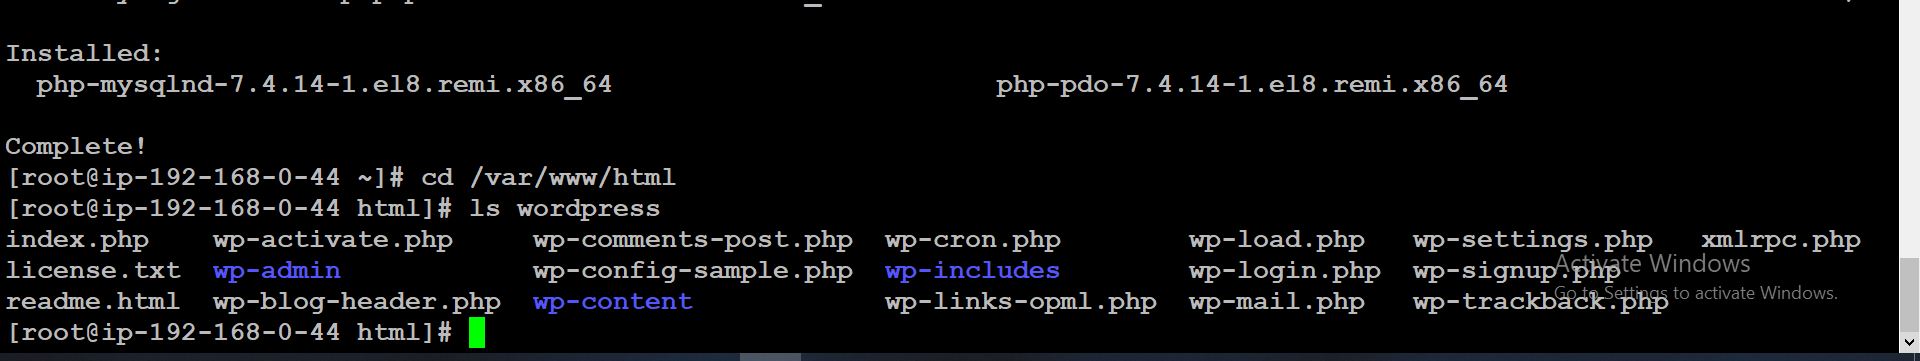 Installed:
php-mysqlnd-7.4.14-1.el8.remi.x86_64 php-pdo-7.4.14-1.el8.remi.x86_64
Complete!
[root@ip-192-168-0-44 ~]# cd /var/www/html
[root@ip-192-168-0-44 html]# ls wordpress
index.php wp-activate.php wp-comments-post.php wp-cron.php wp-load.php wp-settings.php xmlrpc.php
license.txt wp-admin wp-config-sample.php wp-includes wp-login.php wp-signup.php
readme.html wp-blog-header.php wp-content wp-links-opml.php wp-mail.php wp-trackback.php
[root@ip-192-168-0-44 html]#
Activate Windows
Go to Settings to activate Windows.